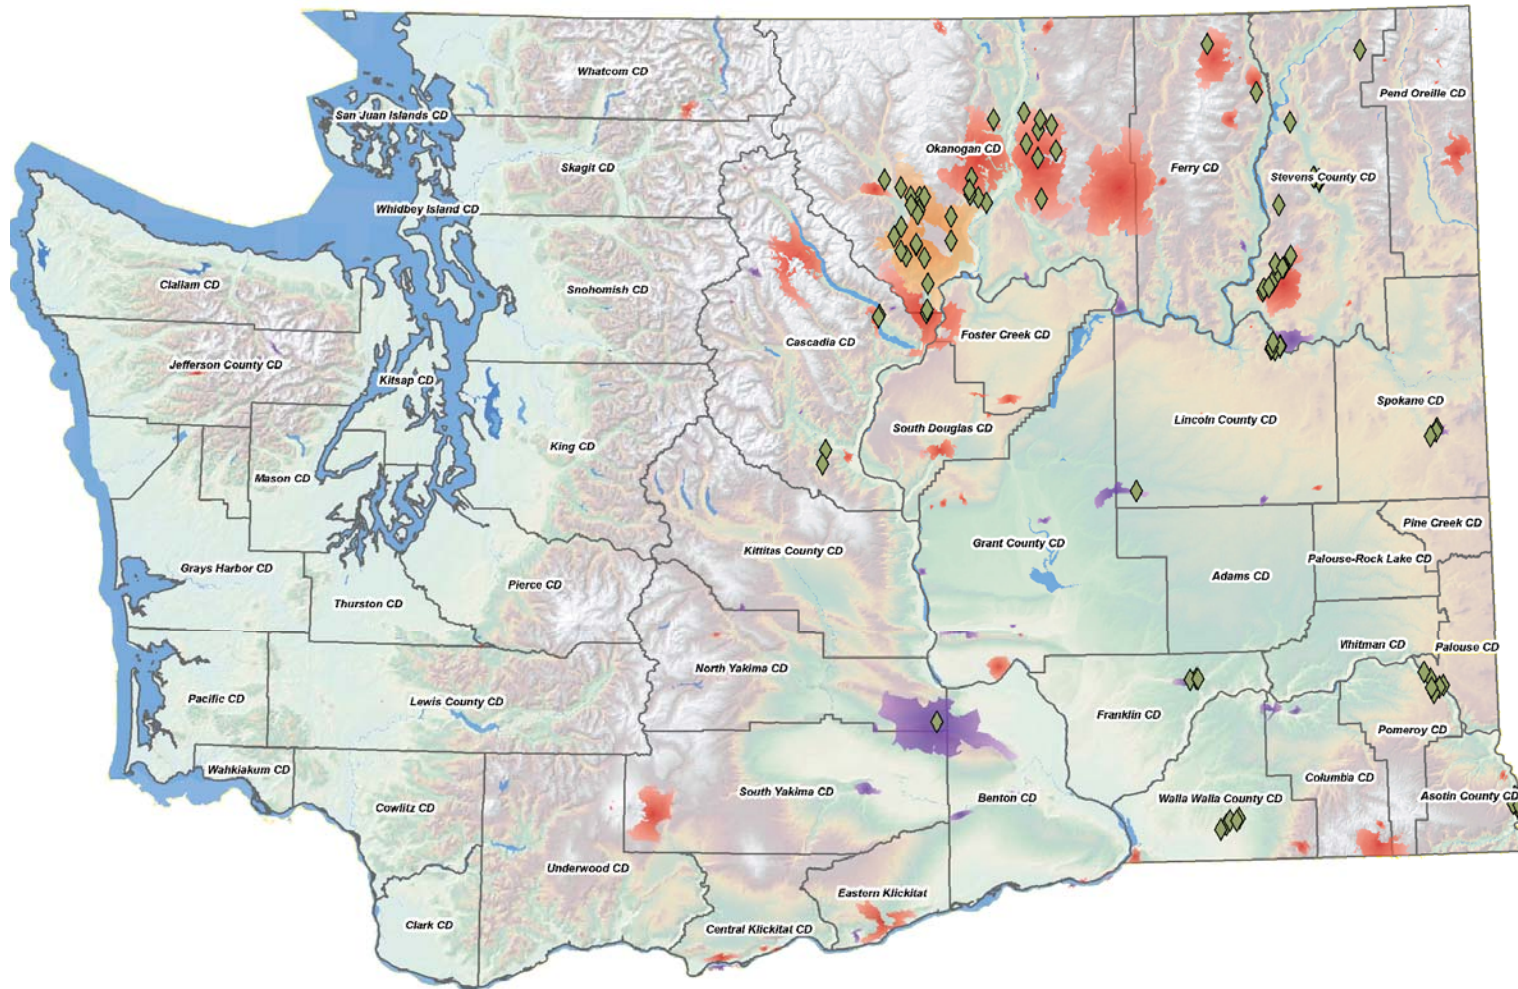 Whatcom CD
Pend Oreille CD
San Juan Islands CD
Okanogan CD
Skagit CD
Ferry CD
Stevens County CD
Whidbey Island CD
Clallam CD
Snohomish CD
Cascadia CD
Foster Creek CD
Jefferson County CD
Kitsap CD
Spokane CD
Lincoln County CD
South Douglas CD
King CD
Mason CD
Pine Creek CD
Grant County CD
Kittitas County CD
Palouse-Rock Lake CD
Grays Harbor CD
Adams CD
Pierce CD
Thurston CD
Whitman CD
Palouse CD
North Yakima CD
Pacific CD
Lewis County CD
Franklin CD
Pomeroy CD
Wahkiakum CD
Columbia CD
South Yakima CD
Benton CD
Walla Walla County CD
Asotin County CD
Cowlitz CD
Underwood CD
Eastern Klickitat
Clark CD
Central Klickitat CD